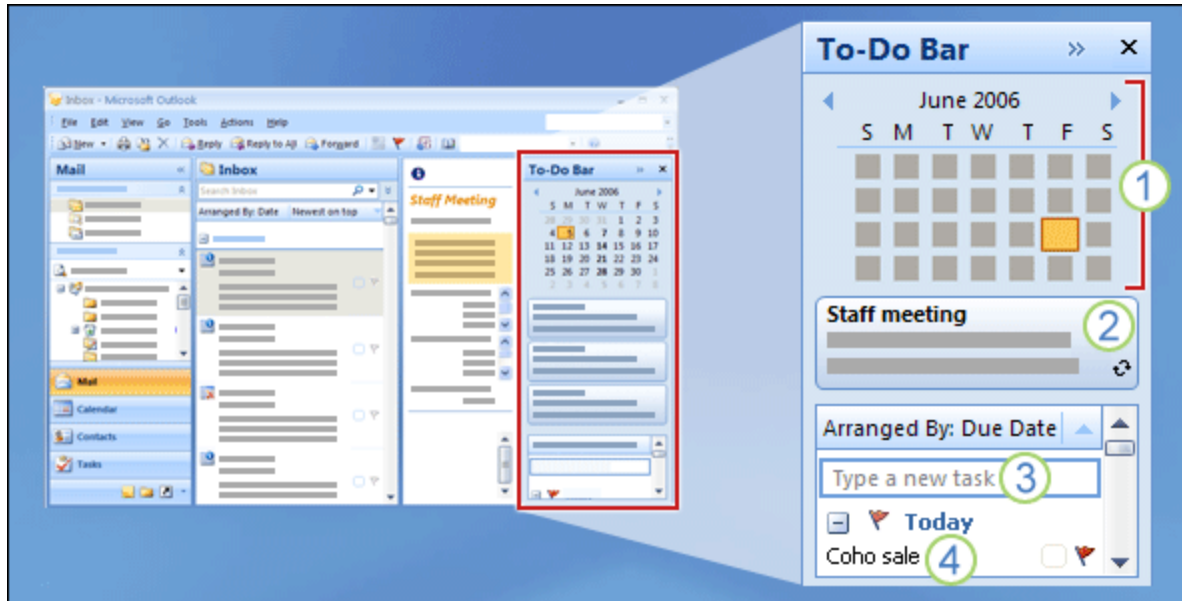 Inbox - Microsoft Outlook
File Edit View Go Tools Actions Help
New Reply Reply to All Forward
Mail «
Inbox
Search Inbox
Arranged By: Date Newest on top
Mail
Calendar
Contacts
Tasks
Staff Meeting
To-Do Bar »
June 2006
S M T W T F S
28 29 30 31 1 2 3
4 5 6 7 8 9 10
11 12 13 14 15 16 17
18 19 20 21 22 23 24
25 26 27 28 29 30 1
2 3 4 5 6 7 8
To-Do Bar »
June 2006
S M T W T F S
1
Staff meeting
2
Arranged By: Due Date
Type a new task
3
Today
Coho sale
4